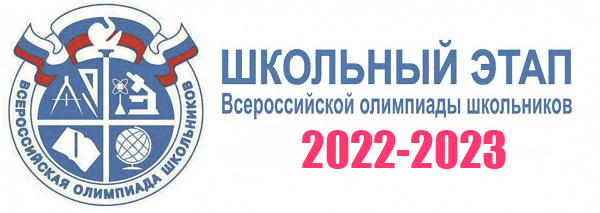 ШКОЛЬНЫЙ ЭТАП
Всероссийской олимпиады школьников
2022-2023
ВСЕРОССИЙСКАЯ ОЛИМПИАДА ШКОЛЬНИКОВ